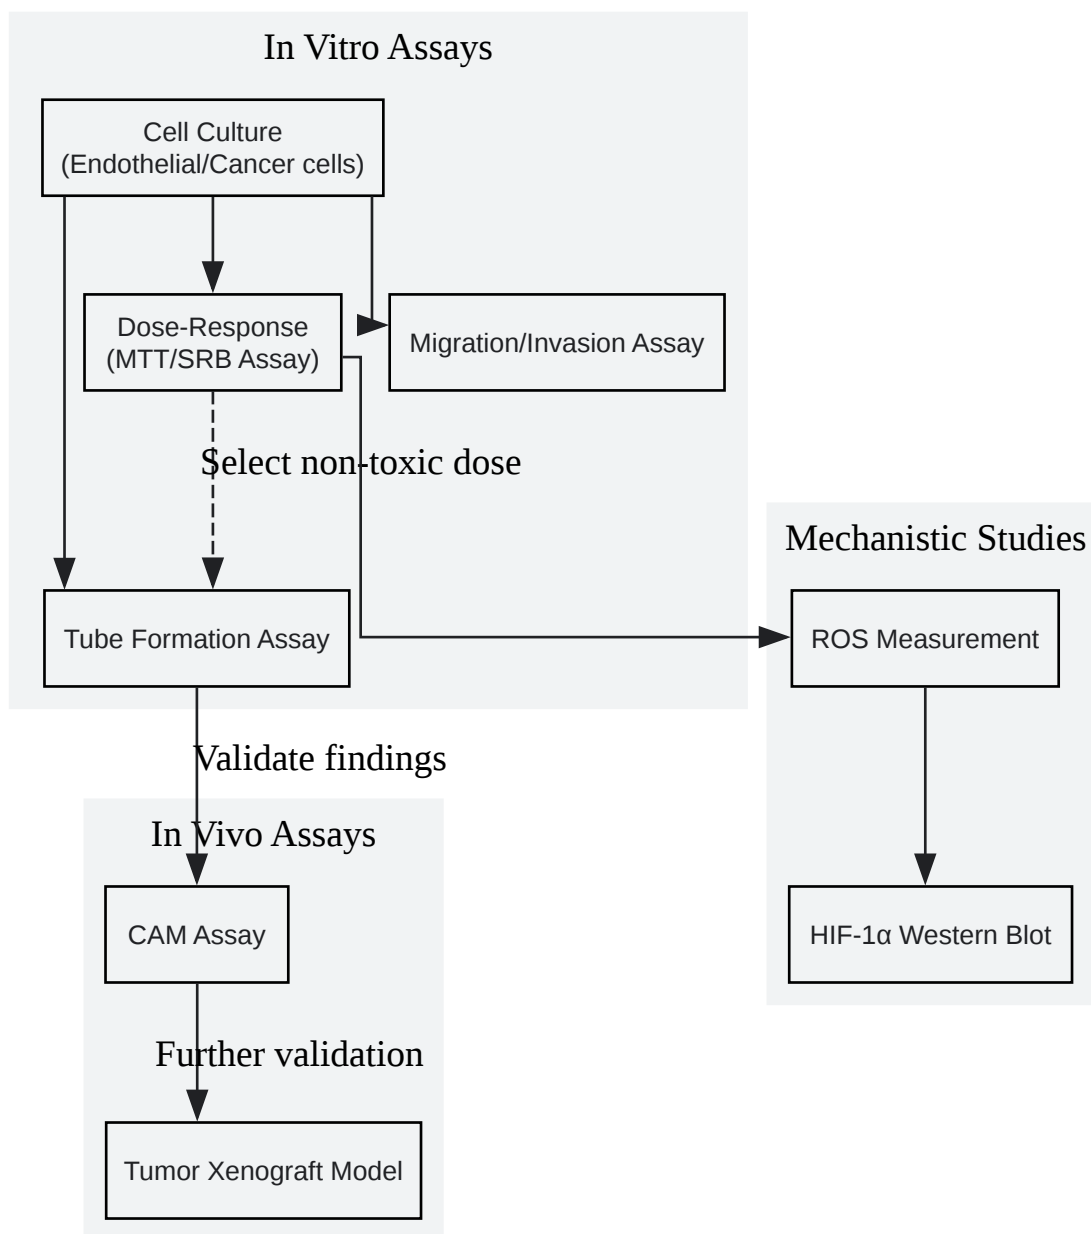 In Vitro Assays
Cell Culture
(Endothelial/Cancer cells)
Dose-Response
(MTT/SRB Assay)
Migration/Invasion Assay
Select non-toxic dose
Mechanistic Studies
Tube Formation Assay
ROS Measurement
Validate findings
In Vivo Assays
CAM Assay
HIF-1α Western Blot
Further validation
Tumor Xenograft Model